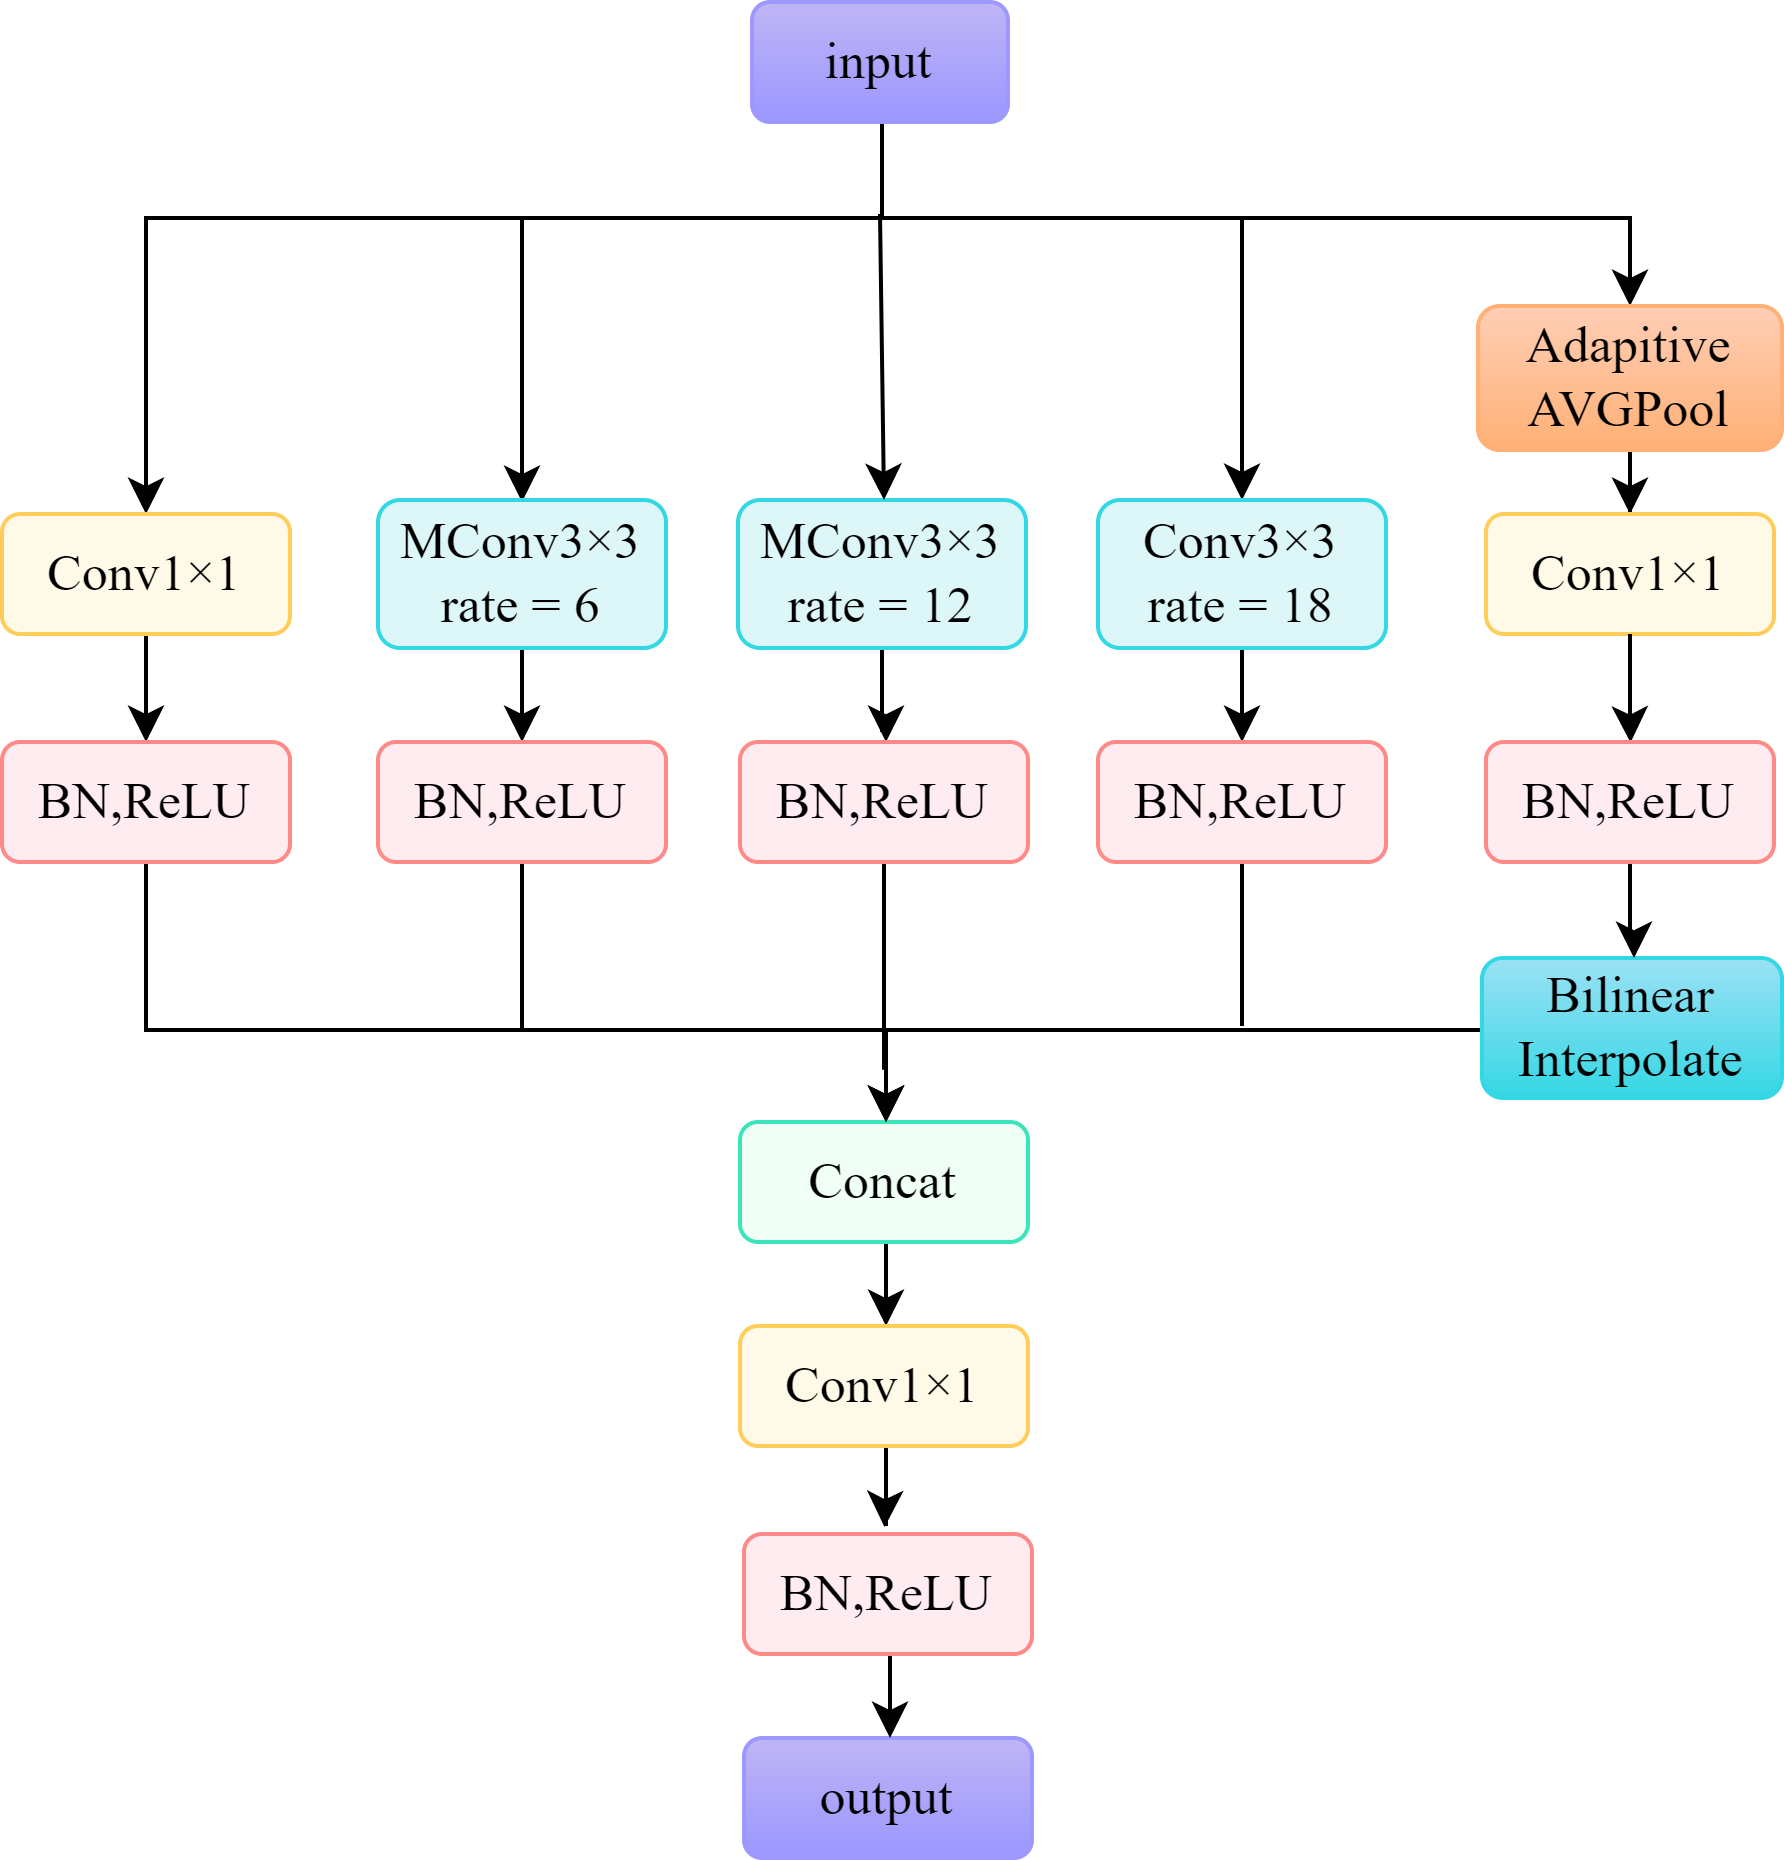 input
Adapitive
AVGPool
Conv1×1
MConv3×3
rate = 6
MConv3×3
rate = 12
Conv3×3
rate = 18
Conv1×1
BN,ReLU
BN,ReLU
BN,ReLU
BN,ReLU
BN,ReLU
Bilinear
Interpolate
Concat
Conv1×1
BN,ReLU
output